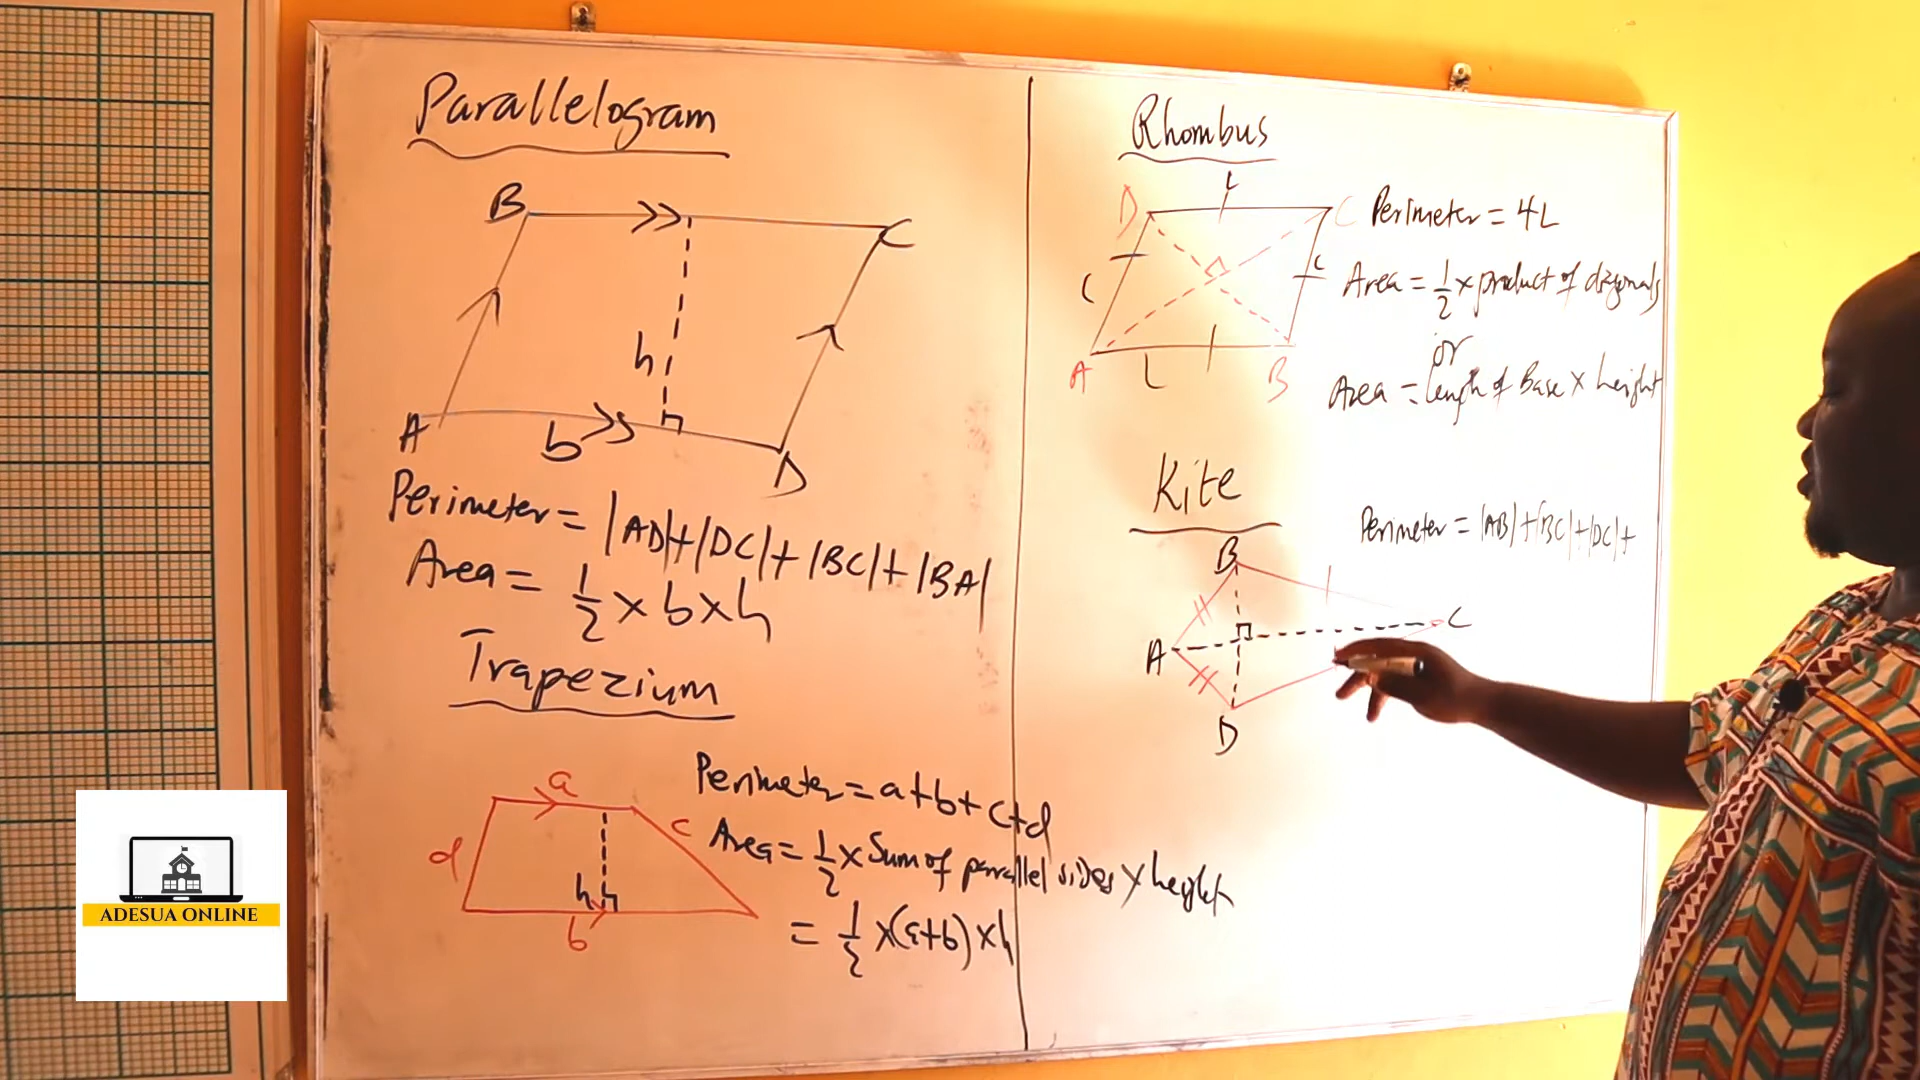 Parallelogram
B
C
h
A
b
D
Perimeter = |AD|+|DC|+|BC|+|BA|
Area = 1/2 x b x h
Trapezium
a
d
c
h
b
Perimeter = a+b+c+d
Area = 1/2 x Sum of parallel sides x height
= 1/2 x (a+b) x h
Rhombus
L
D
C
L
L
A
L
B
Perimeter = 4L
Area = 1/2 x product of diagonals
or
Area = length of Base x height
Kite
B
A
C
D
Perimeter = |AB|+|BC|+|DC|+
ADESUA ONLINE